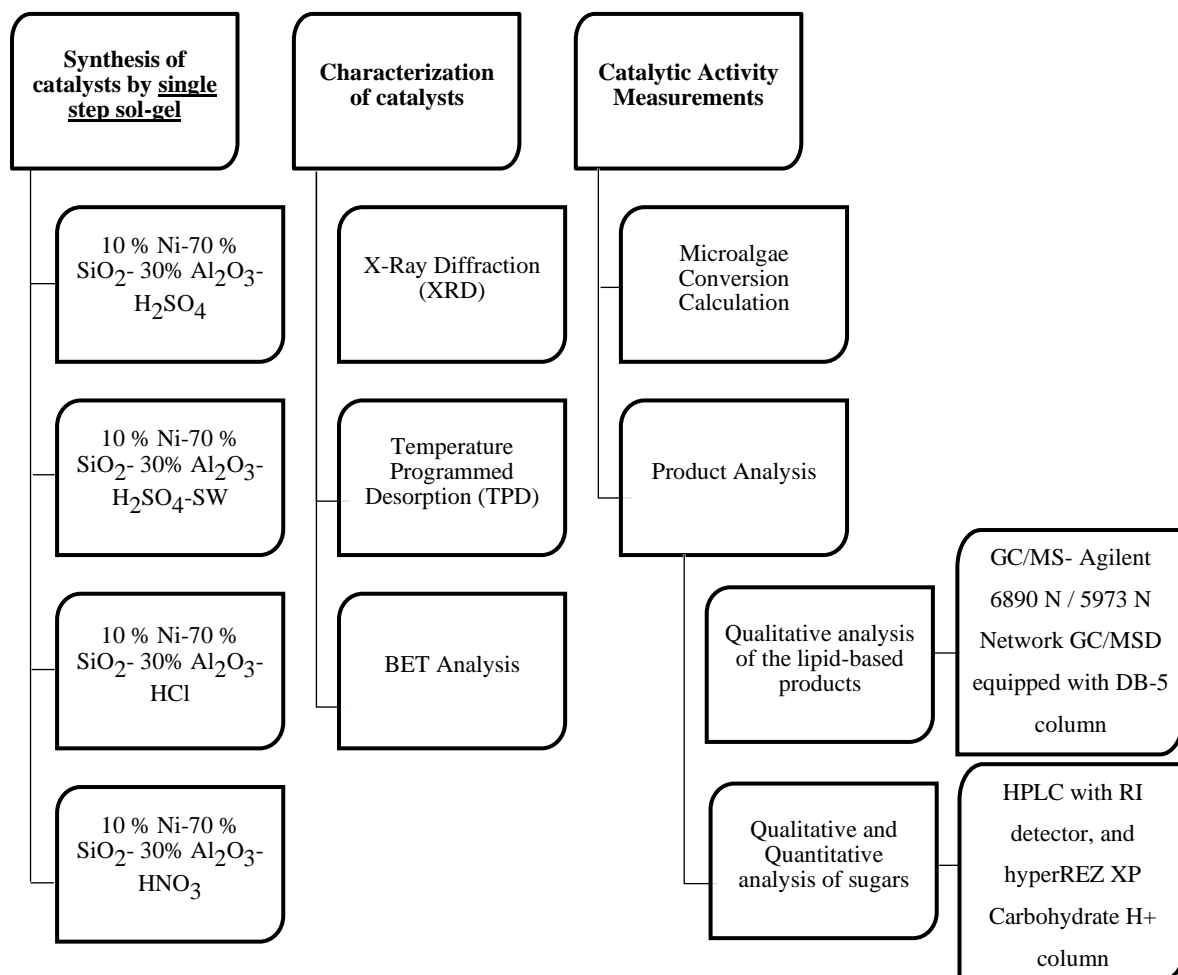 Synthesis of
catalysts by single
step sol-gel
10 % Ni-70 %
SiO2- 30% Al2O3-
H2SO4
10 % Ni-70 %
SiO2- 30% Al2O3-
H2SO4-SW
10 % Ni-70 %
SiO2- 30% Al2O3-
HCl
10 % Ni-70 %
SiO2- 30% Al2O3-
HNO3
Characterization
of catalysts
X-Ray Diffraction
(XRD)
Temperature
Programmed
Desorption (TPD)
BET Analysis
Catalytic Activity
Measurements
Microalgae
Conversion
Calculation
Product Analysis
Qualitative analysis
of the lipid-based
products
GC/MS- Agilent
6890 N / 5973 N
Network GC/MSD
equipped with DB-5
column
Qualitative and
Quantitative
analysis of sugars
HPLC with RI
detector, and
hyperREZ XP
Carbohydrate H+
column